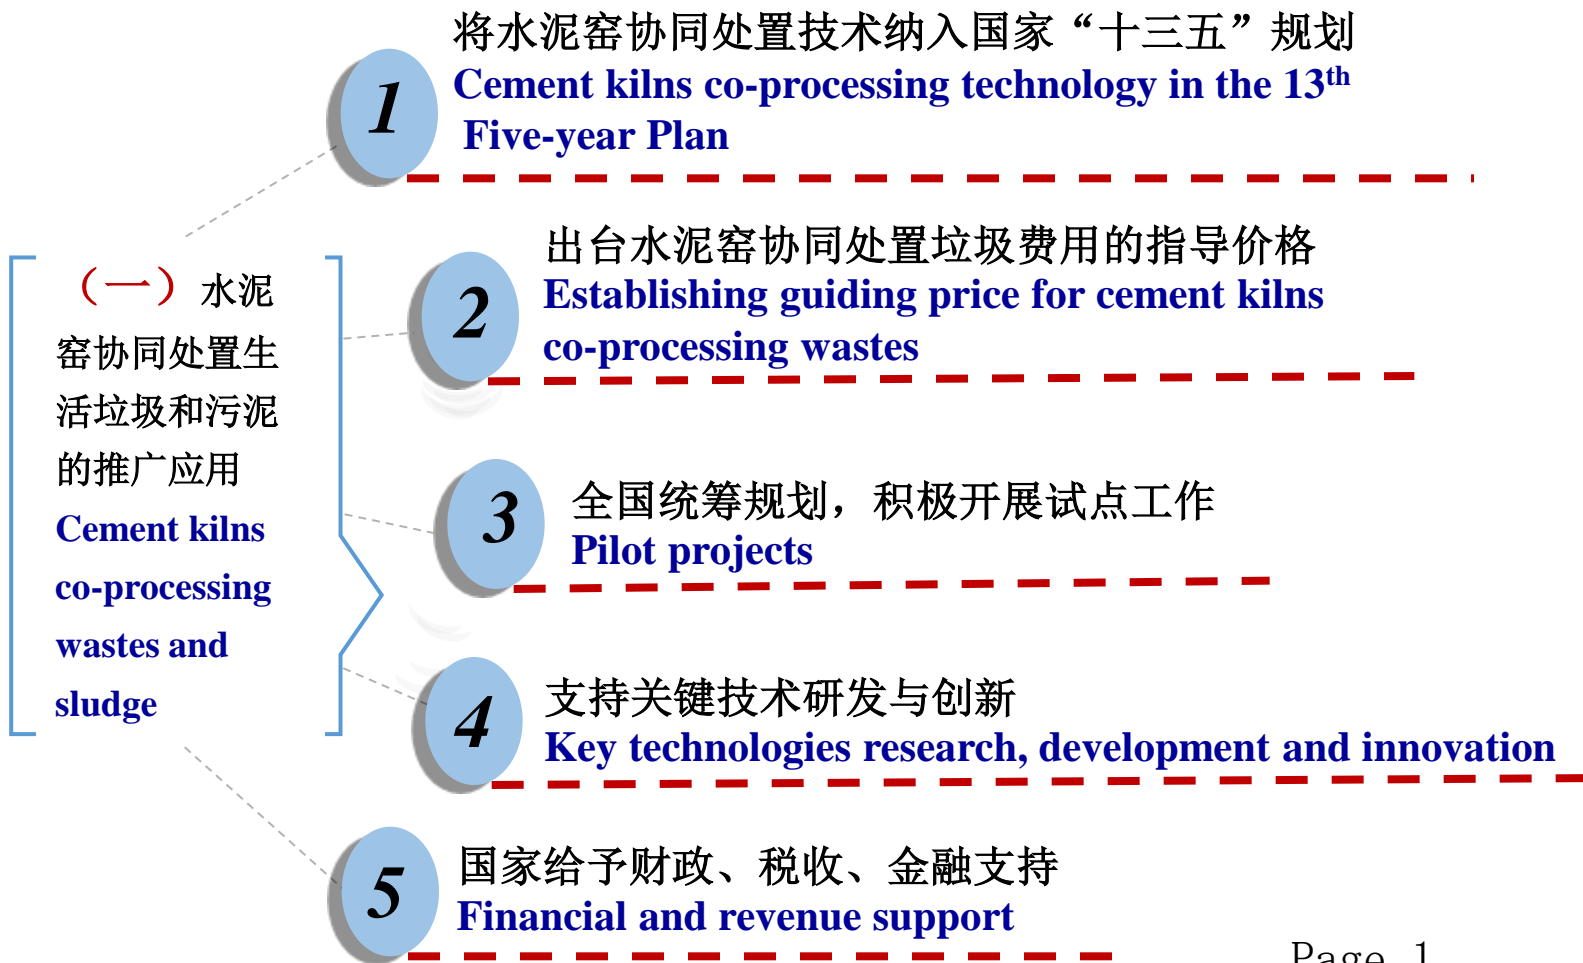 将水泥窑协同处置技术纳入国家“十三五”规划
Cement kilns co-processing technology in the 13th
Five-year Plan
1
出台水泥窑协同处置垃圾费用的指导价格
Establishing guiding price for cement kilns
co-processing wastes
2
（一）水泥
窑协同处置生
活垃圾和污泥
的推广应用
Cement kilns
co-processing
wastes and
sludge
全国统筹规划，积极开展试点工作
Pilot projects
3
支持关键技术研发与创新
Key technologies research, development and innovation
4
国家给予财政、税收、金融支持
Financial and revenue support
5
Page 1